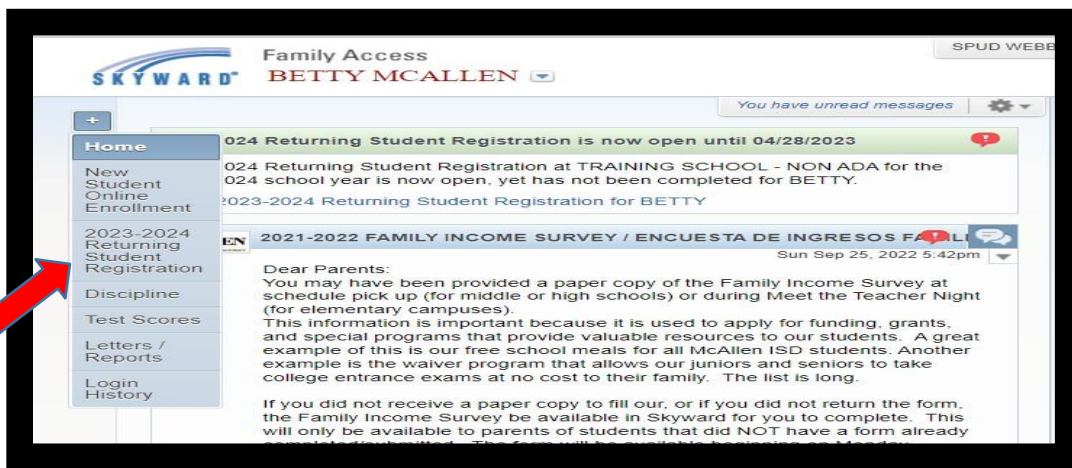 SPUD WEBB
SKYWARD
Family Access
BETTY MCALLEN
You have unread messages
+
Home
New
Student
Online
Enrollment
2023-2024
Returning
Student
Registration
Discipline
Test Scores
Letters /
Reports
Login
History
024 Returning Student Registration is now open until 04/28/2023
024 Returning Student Registration at TRAINING SCHOOL - NON ADA for the
024 school year is now open, yet has not been completed for BETTY.
2023-2024 Returning Student Registration for BETTY
EN
2021-2022 FAMILY INCOME SURVEY / ENCUESTA DE INGRESOS
Sun Sep 25, 2022 5:42pm
Dear Parents:
You may have been provided a paper copy of the Family Income Survey at
schedule pick up (for middle or high schools) or during Meet the Teacher Night
(for elementary campuses).
This information is important because it is used to apply for funding, grants,
and special programs that provide valuable resources to our students. A great
example of this is our free school meals for all McAllen ISD students. Another
example is the waiver program that allows our juniors and seniors to take
college entrance exams at no cost to their family. The list is long.
If you did not receive a paper copy to fill our, or if you did not return the form,
the Family Income Survey be available in Skyward for you to complete. This
will only be available to parents of students that did NOT have a form already